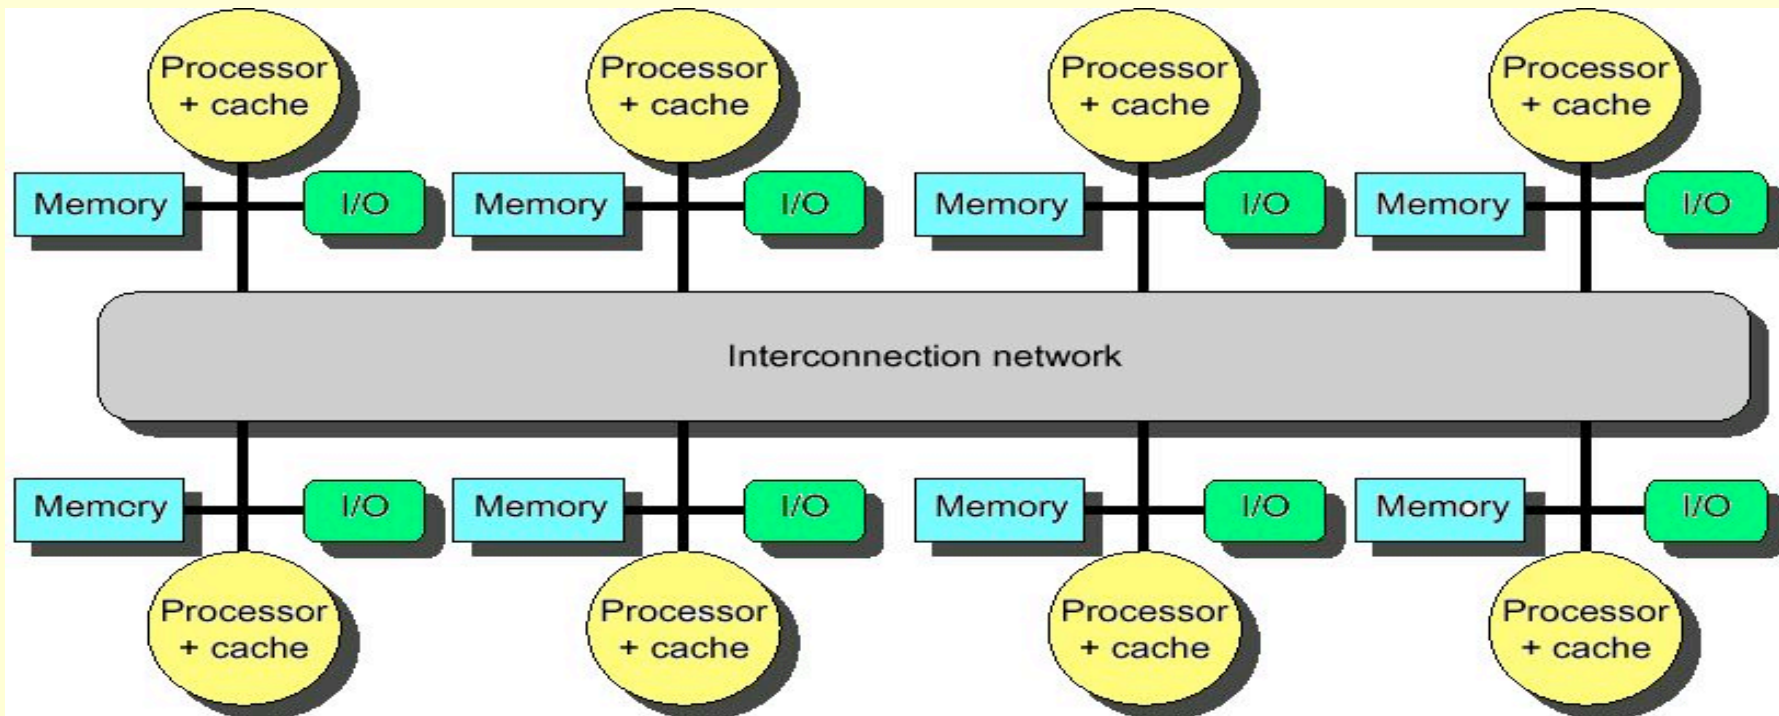 Processor
+ cache
Processor
+ cache
Processor
+ cache
Processor
+ cache
Memory
I/O
Memory
I/O
Memory
I/O
Memory
I/O
Interconnection network
Memory
I/O
Memory
I/O
Memory
I/O
Memory
I/O
Processor
+ cache
Processor
+ cache
Processor
+ cache
Processor
+ cache